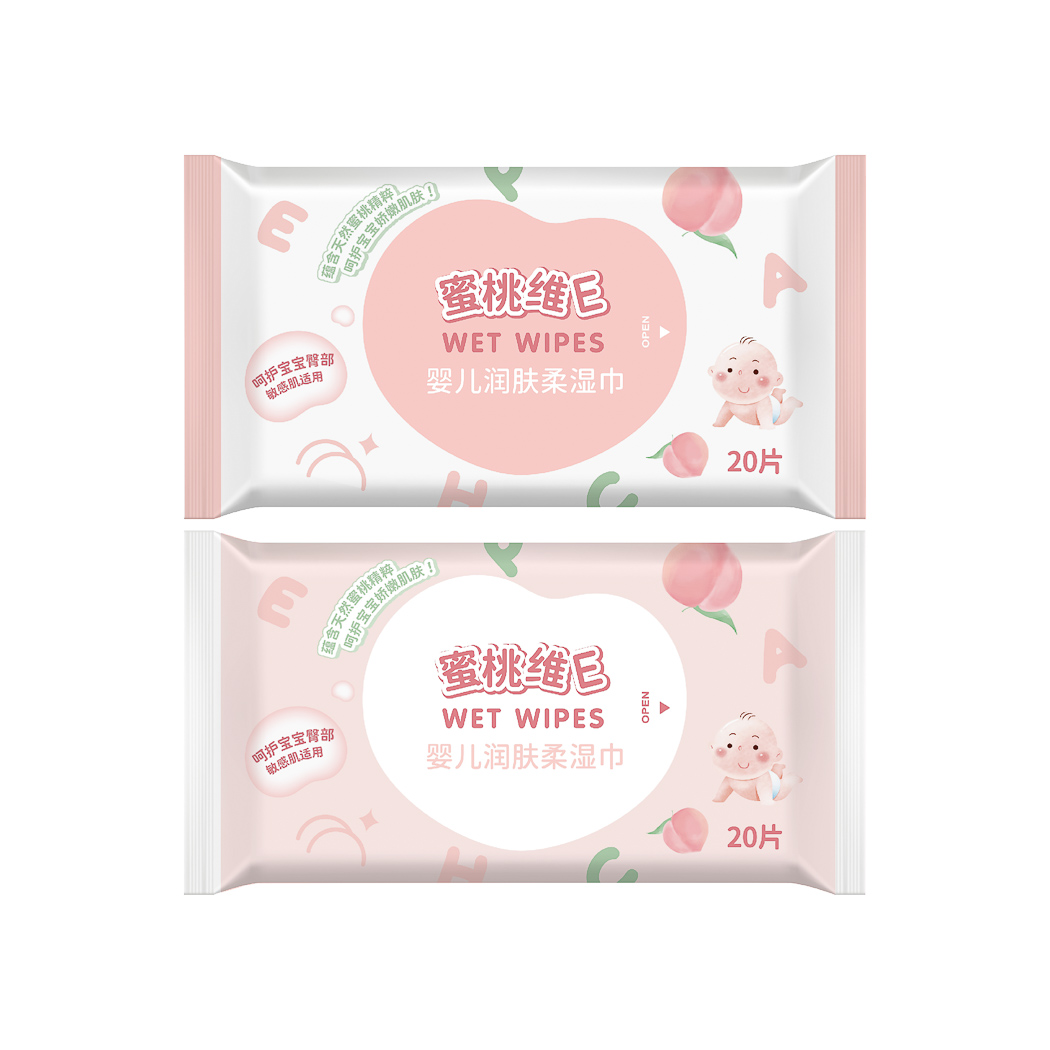 E
P
蕴含天然蜜桃精粹
呵护宝宝娇嫩肌肤！
A
蜜桃维E
WET WIPES
婴儿润肤柔湿巾
OPEN
呵护宝宝臀部
敏感肌适用
20片
H
C
E
P
蕴含天然蜜桃精粹
呵护宝宝娇嫩肌肤！
A
蜜桃维E
WET WIPES
婴儿润肤柔湿巾
OPEN
呵护宝宝臀部
敏感肌适用
20片
H
C